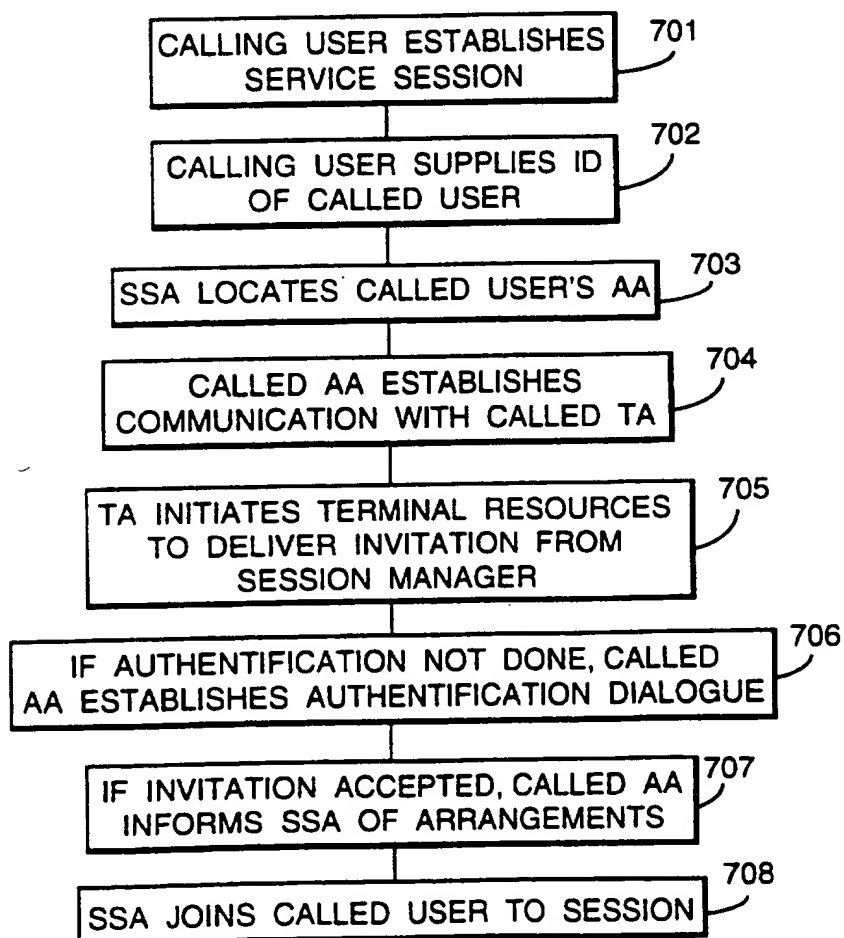 CALLING USER ESTABLISHES
SERVICE SESSION
701
CALLING USER SUPPLIES ID
OF CALLED USER
702
SSA LOCATES CALLED USER'S AA
703
CALLED AA ESTABLISHES
COMMUNICATION WITH CALLED TA
704
TA INITIATES TERMINAL RESOURCES
TO DELIVER INVITATION FROM
SESSION MANAGER
705
IF AUTHENTIFICATION NOT DONE, CALLED
AA ESTABLISHES AUTHENTIFICATION DIALOGUE
706
IF INVITATION ACCEPTED, CALLED AA
INFORMS SSA OF ARRANGEMENTS
707
SSA JOINS CALLED USER TO SESSION
708